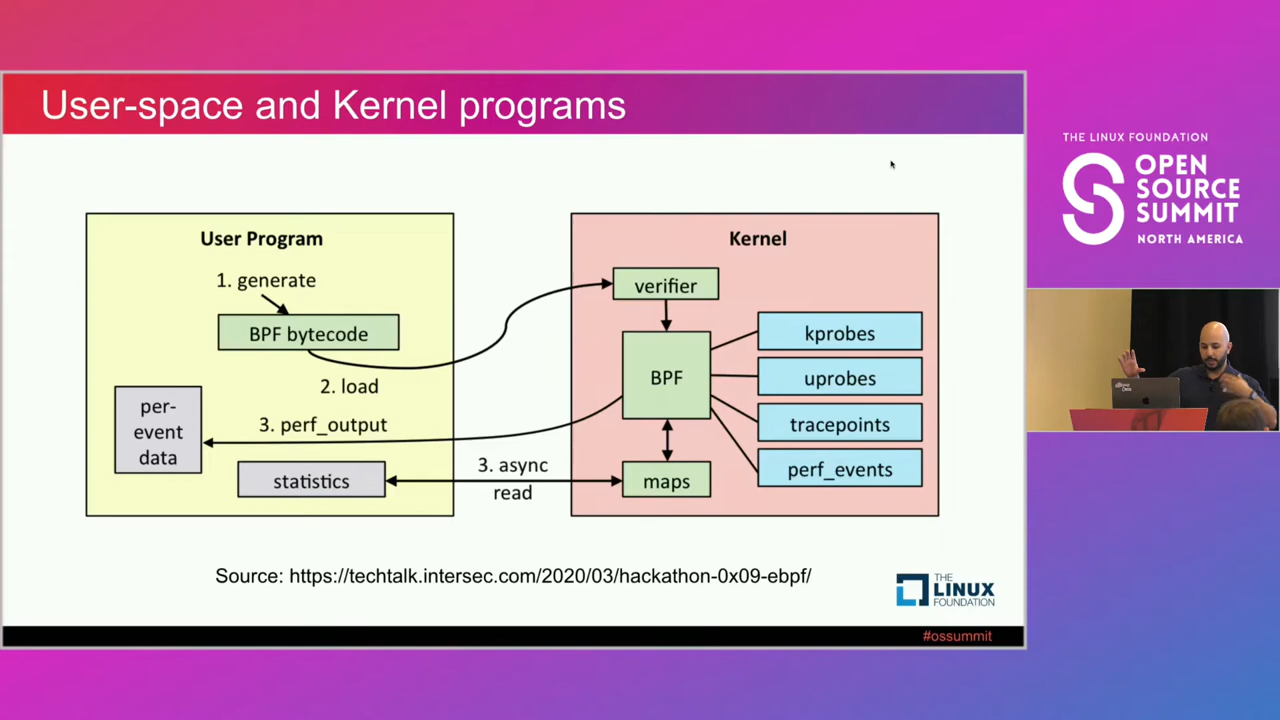 User-space and Kernel programs
User Program
1. generate
BPF bytecode
2. load
per-
event
data
3. perf_output
statistics
3. async
read
Kernel
verifier
BPF
maps
kprobes
uprobes
tracepoints
perf_events
Source: https://techtalk.intersec.com/2020/03/hackathon-0x09-ebpf/
THE
LINUX
FOUNDATION
#ossummit
THE LINUX FOUNDATION
OPEN
SOURCE
SUMMIT
NORTH AMERICA